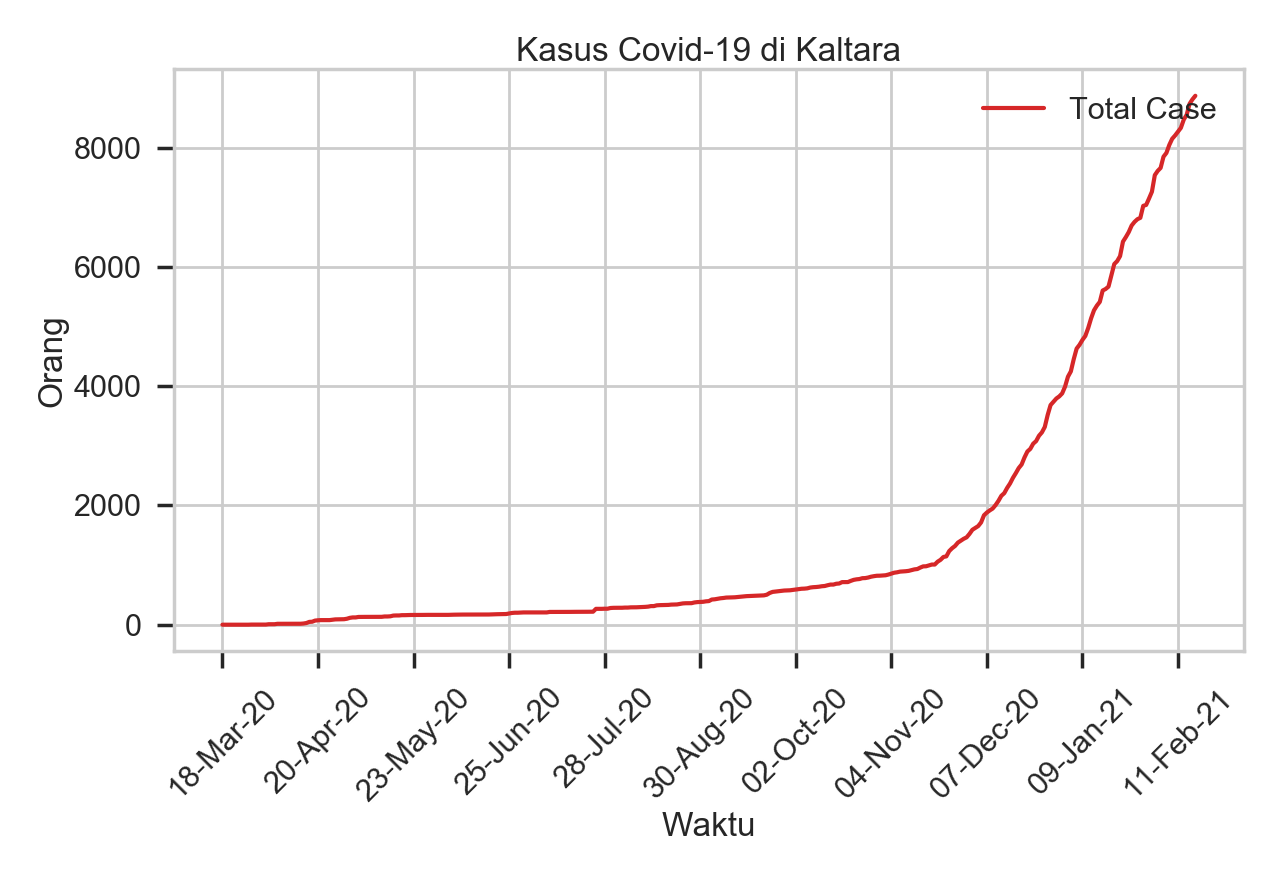 Kasus Covid-19 di Kaltara
Total Case
Orang
8000
6000
4000
2000
0
18-Mar-20
20-Apr-20
23-May-20
25-Jun-20
28-Jul-20
30-Aug-20
02-Oct-20
04-Nov-20
07-Dec-20
09-Jan-21
11-Feb-21
Waktu